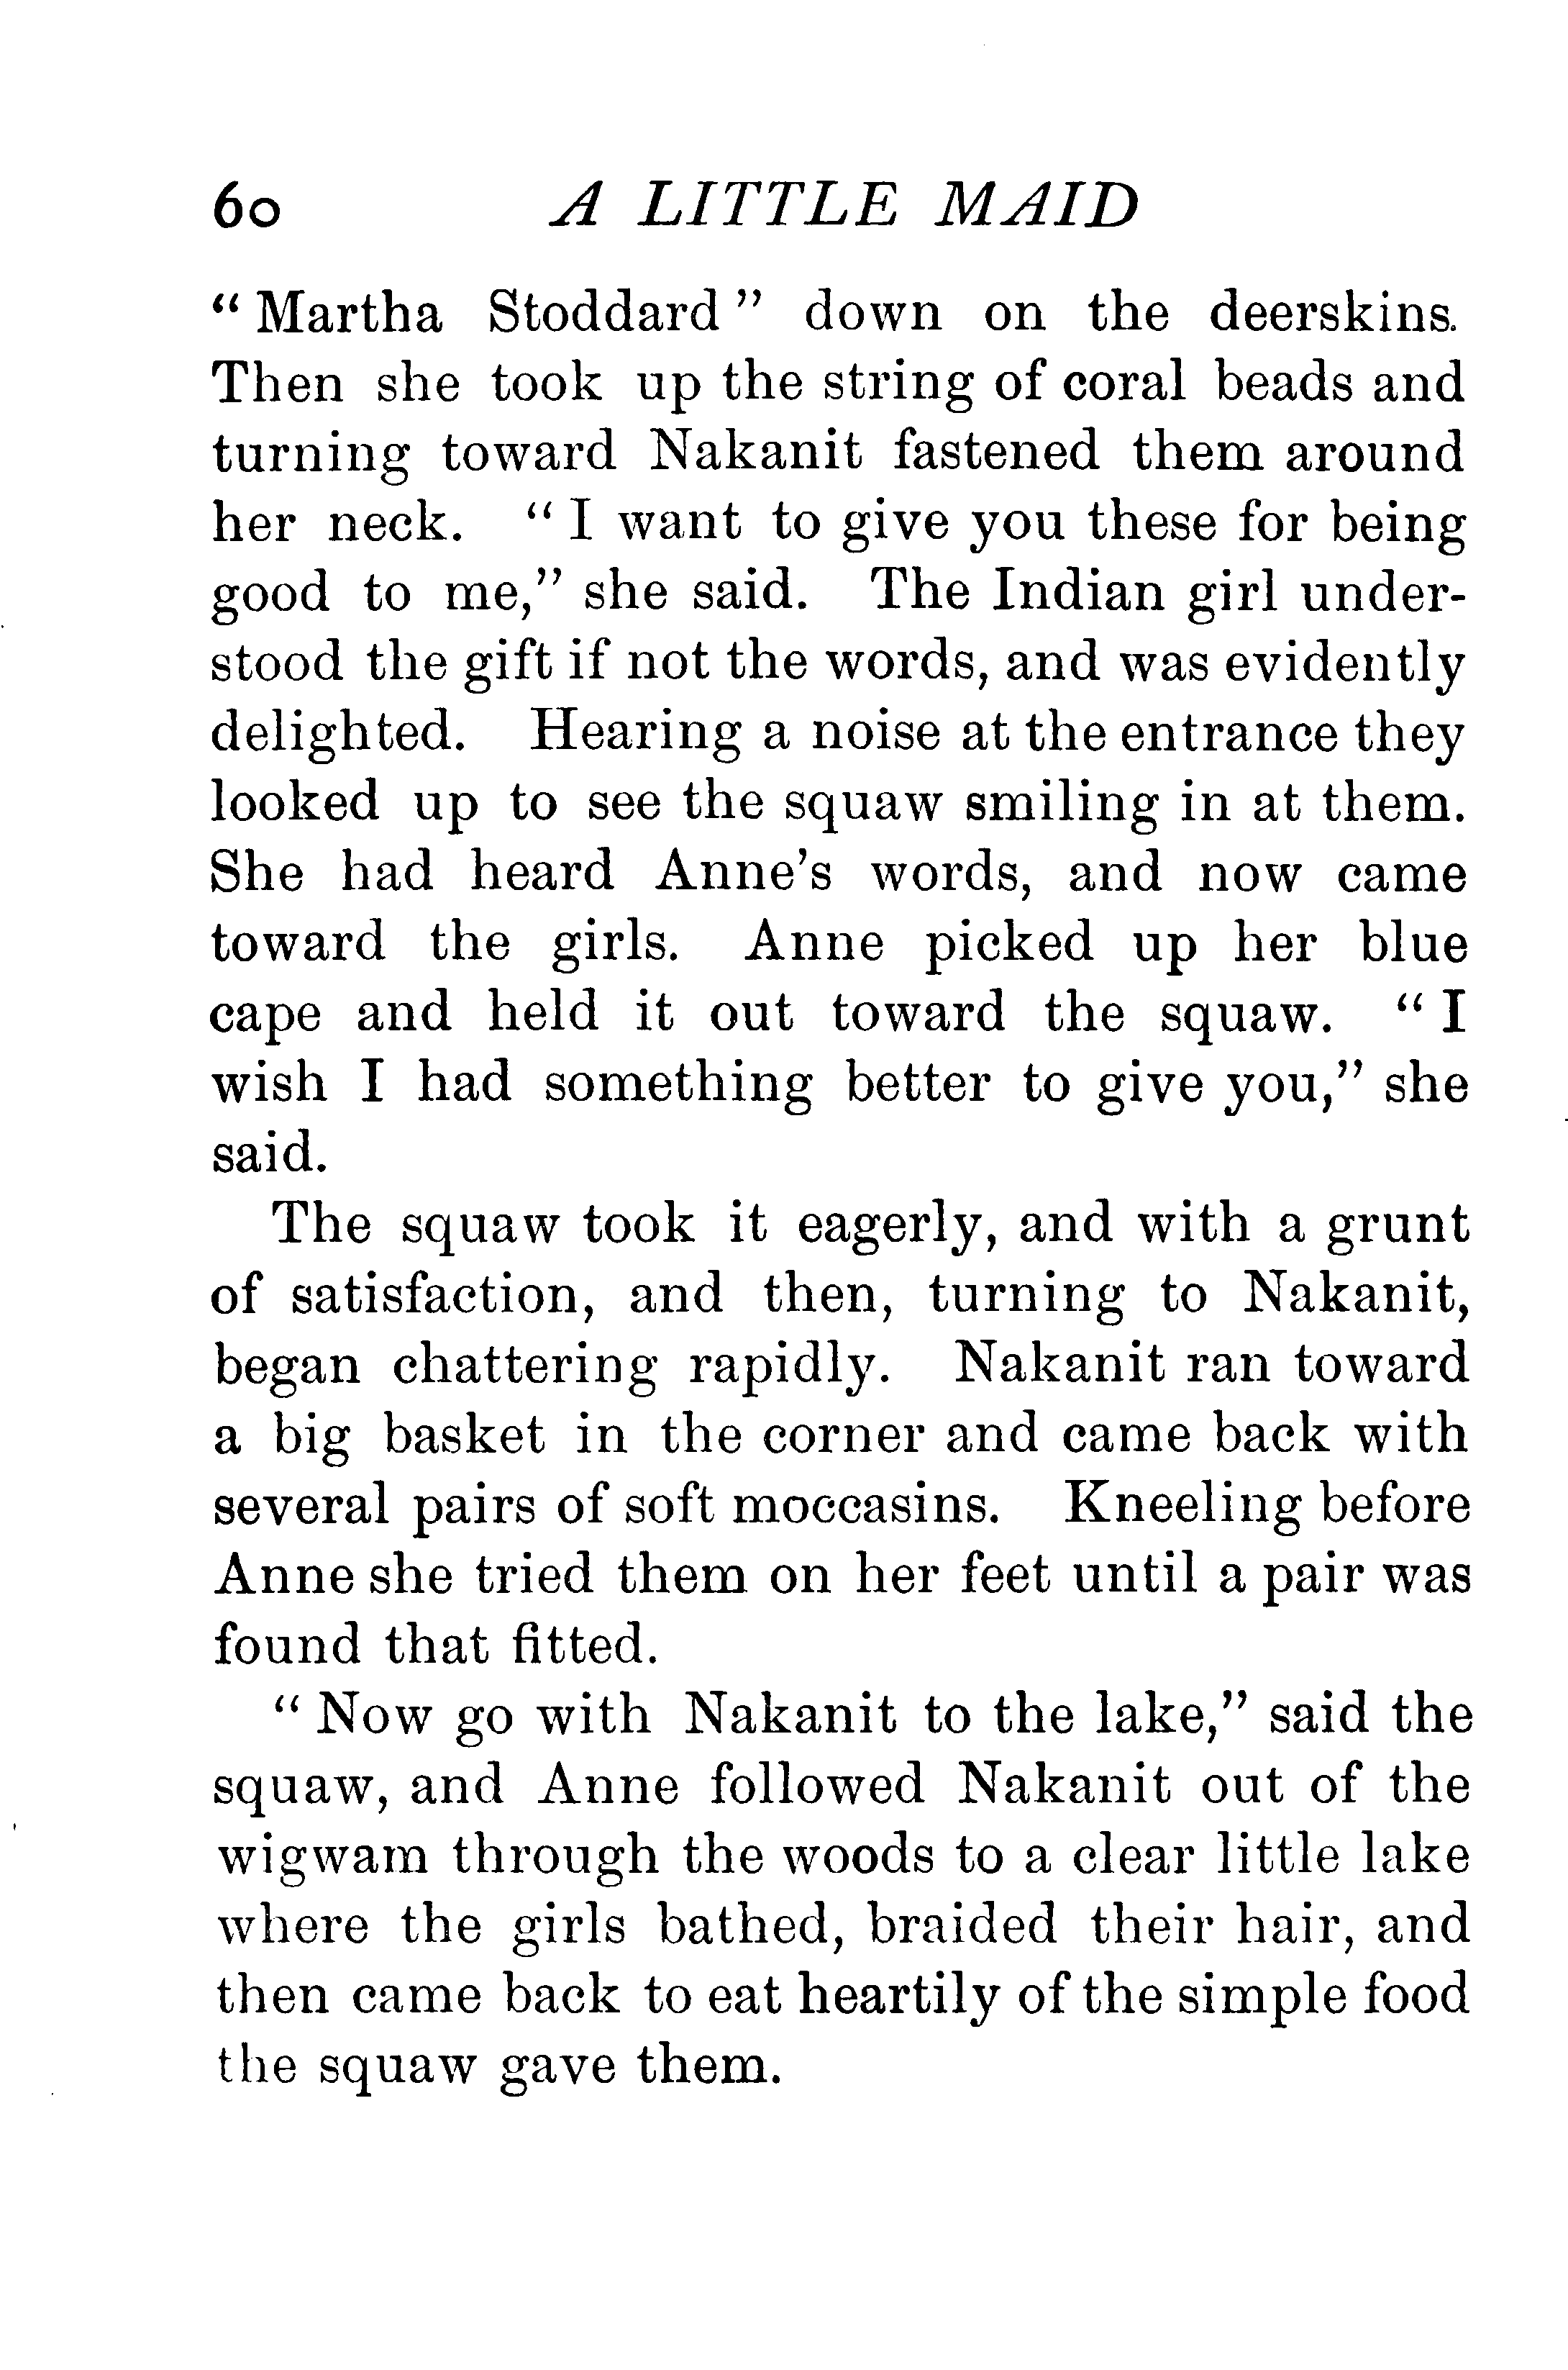 60 A LITTLE MAID
“ Martha Stoddard ” down on the deerskins.
Then she took up the string of coral beads and
turning toward Nakanit fastened them around
her neck. “ I want to give you these for being
good to me,” she said. The Indian girl under-
stood the gift if not the words, and was evidently
delighted. Hearing a noise at the entrance they
looked up to see the squaw smiling in at them.
She had heard Anne’s words, and now came
toward the girls. Anne picked up her blue
cape and held it out toward the squaw. “ I
wish I had something better to give you,” she
said.
The squaw took it eagerly, and with a grunt
of satisfaction, and then, turning to Nakanit,
began chattering rapidly. Nakanit ran toward
a big basket in the corner and came back with
several pairs of soft moccasins. Kneeling before
Anne she tried them on her feet until a pair was
found that fitted.
“ Now go with Nakanit to the lake,” said the
squaw, and Anne followed Nakanit out of the
wigwam through the woods to a clear little lake
where the girls bathed, braided their hair, and
then came back to eat heartily of the simple food
the squaw gave them.